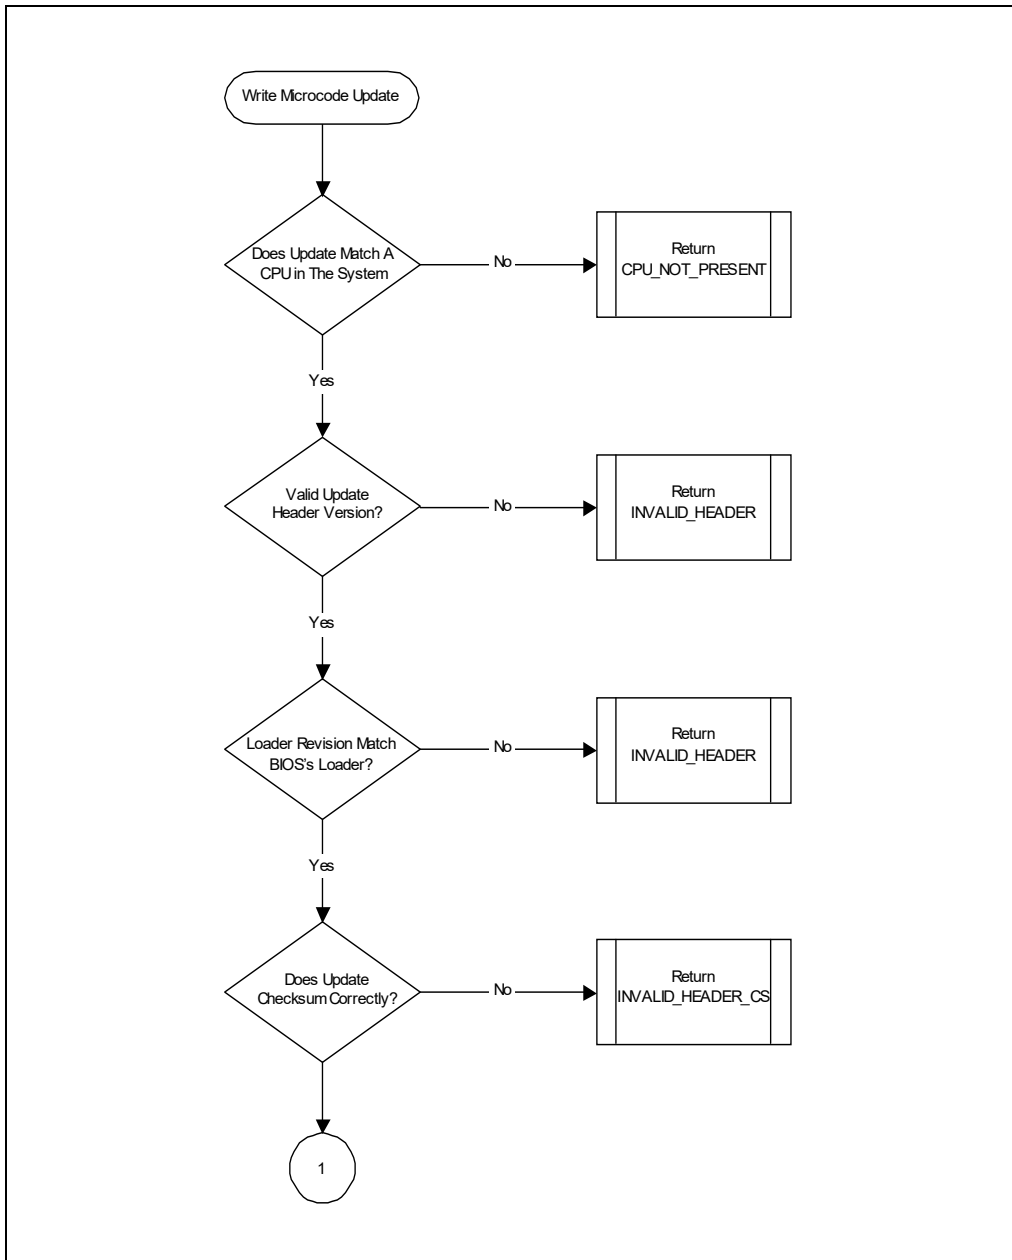 Write Microcode Update
Does Update Match A
CPU in The System
No
Return
CPU_NOT_PRESENT
Yes
Valid Update
Header Version?
No
Return
INVALID_HEADER
Yes
Loader Revision Match
BIOS's Loader?
No
Return
INVALID_HEADER
Yes
Does Update
Checksum Correctly?
No
Return
INVALID_HEADER_CS
1